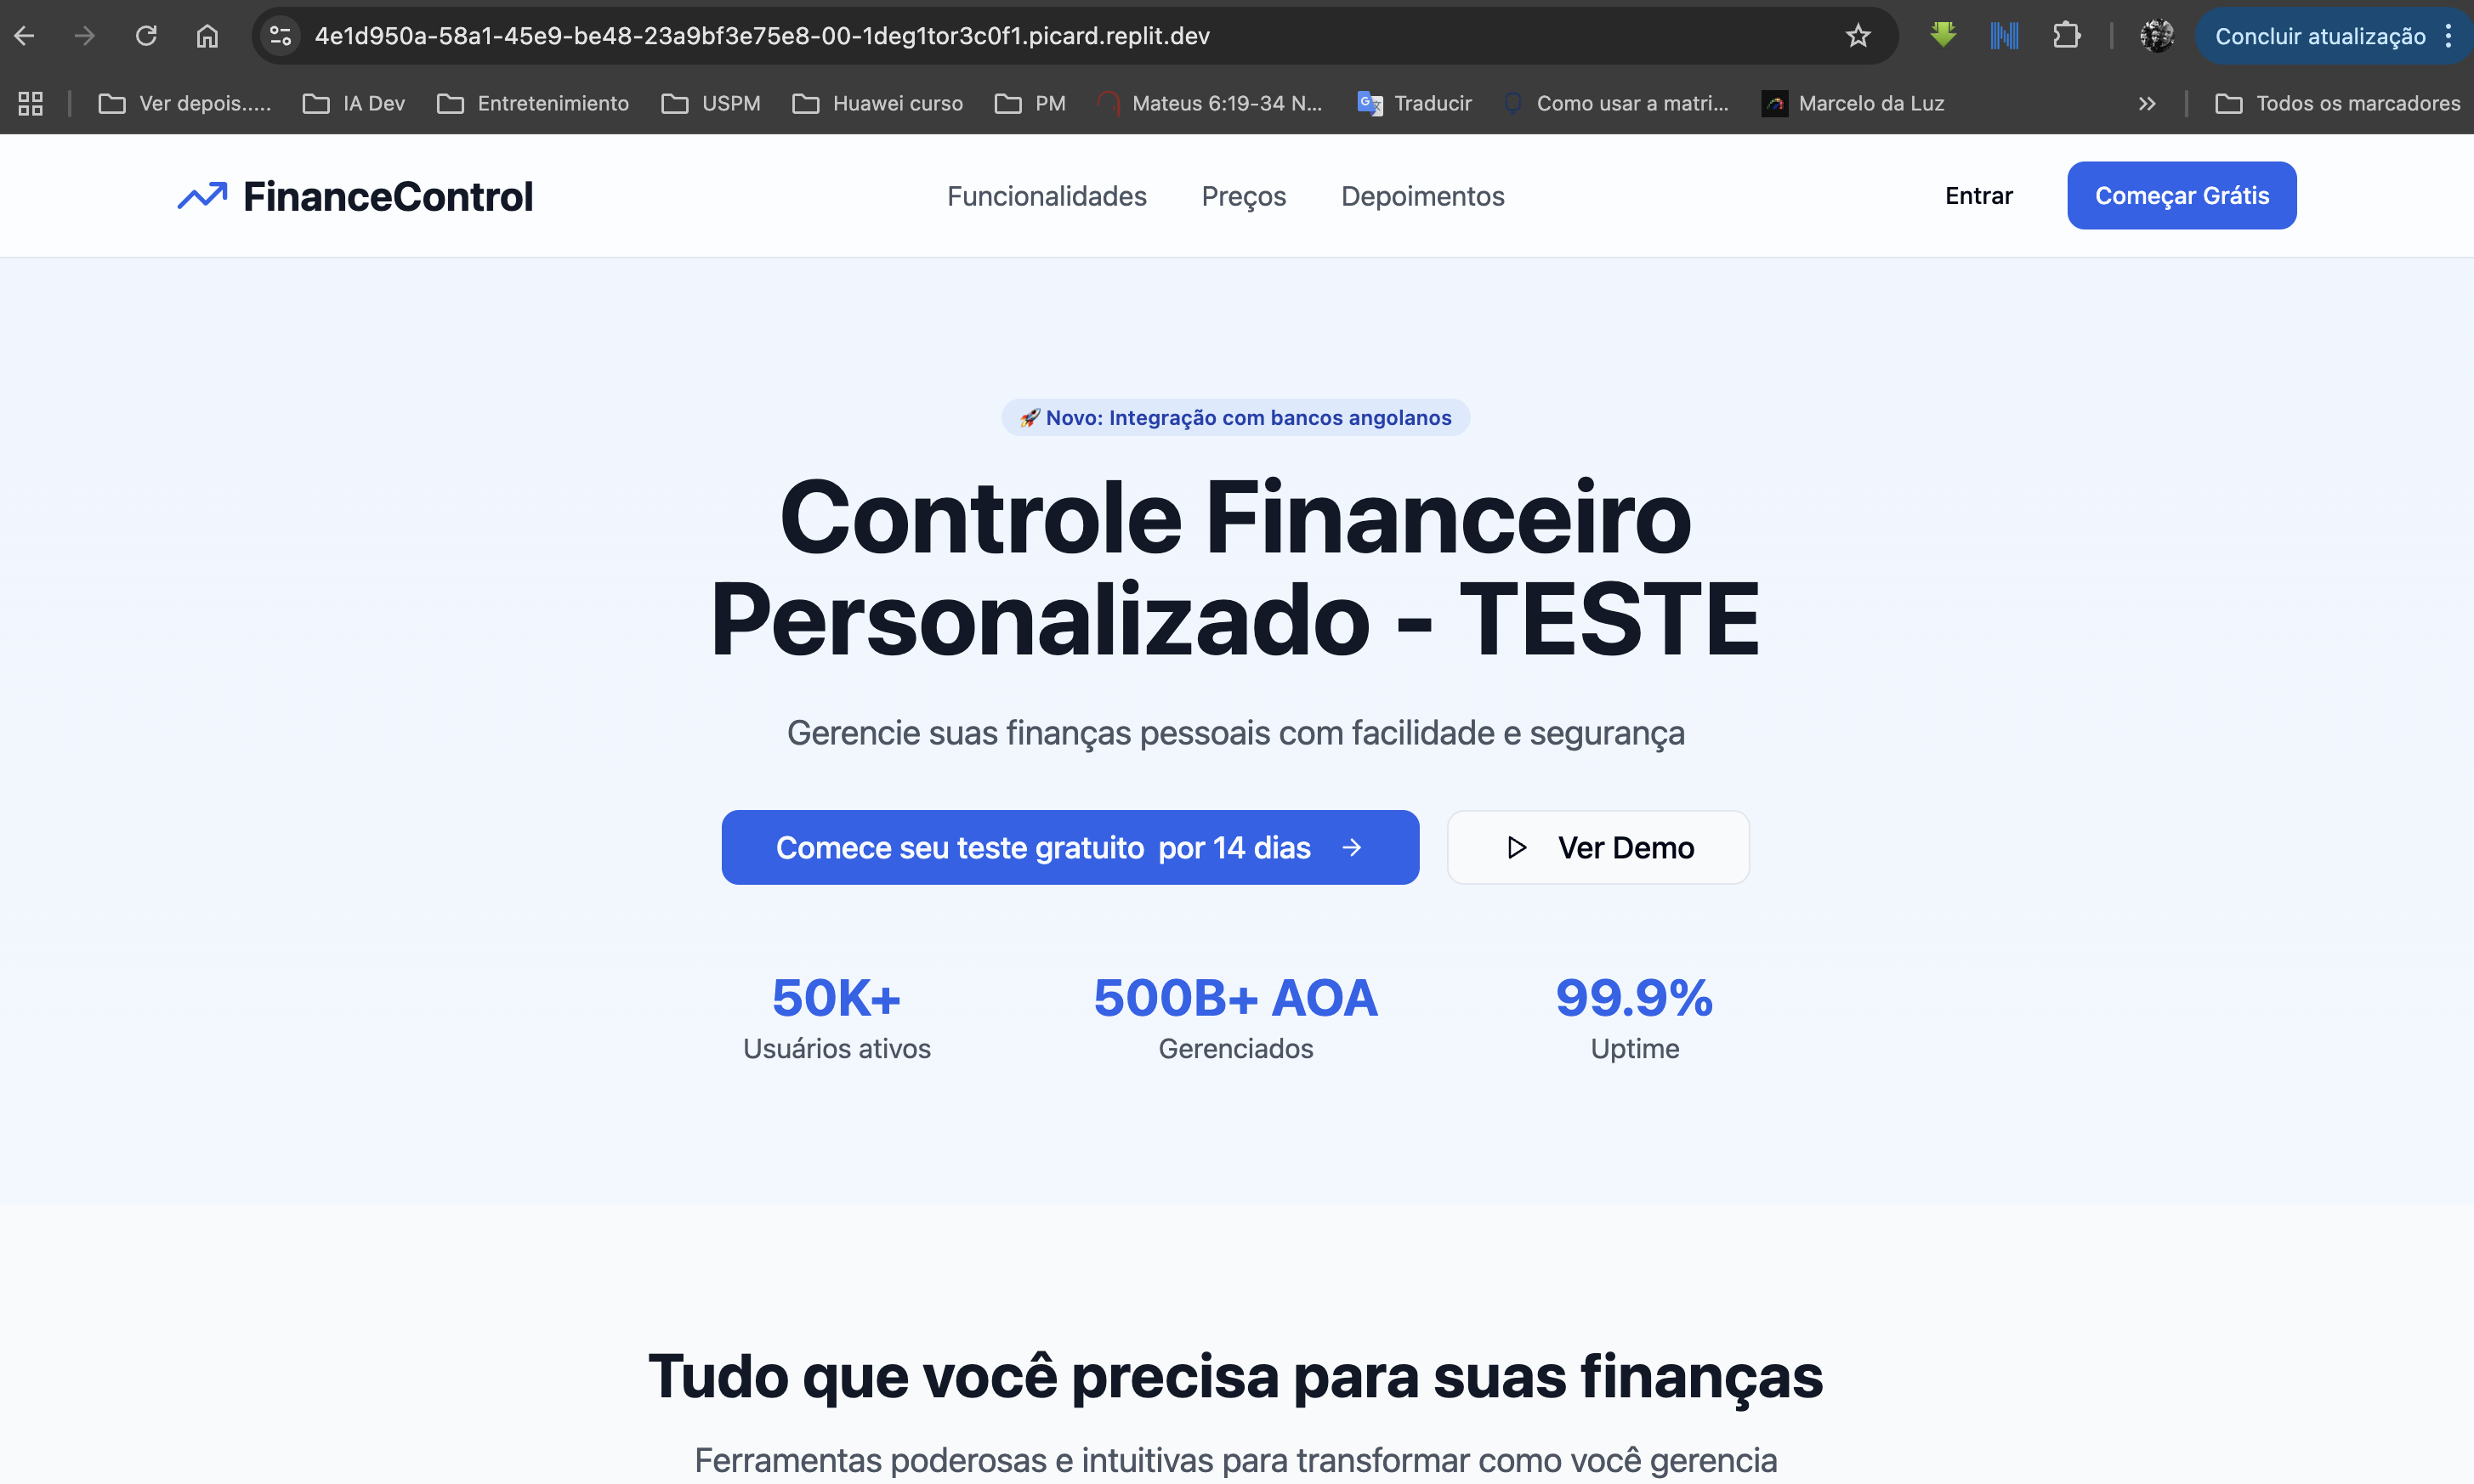 4e1d950a-58a1-45e9-be48-23a9bf3e75e8-00-1deg1tor3c0f1.picard.replit.dev
Concluir atualização
Ver depois.....
IA Dev
Entretenimiento
USPM
Huawei curso
PM
Mateus 6:19-34 N...
Traducir
Como usar a matri...
Marcelo da Luz
Todos os marcadores
FinanceControl
Funcionalidades
Preços
Depoimentos
Entrar
Começar Grátis
🚀 Novo: Integração com bancos angolanos
Controle Financeiro
Personalizado - TESTE
Gerencie suas finanças pessoais com facilidade e segurança
Comece seu teste gratuito por 14 dias →
Ver Demo
50K+
Usuários ativos
500B+ AOA
Gerenciados
99.9%
Uptime
Tudo que você precisa para suas finanças
Ferramentas poderosas e intuitivas para transformar como você gerencia